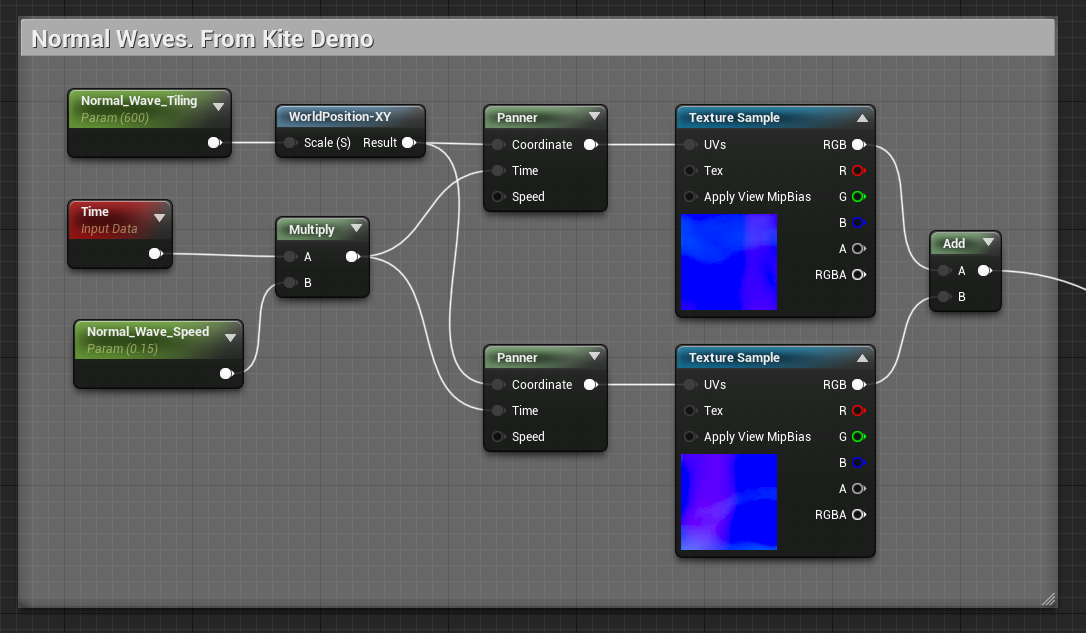 Normal Waves. From Kite Demo
Normal_Wave_Tiling
Param (600)
WorldPosition-XY
Scale (S) Result
Panner
Coordinate
Time
Speed
Texture Sample
UVs RGB
Tex R
Apply View MipBias G
B
A
RGBA
Time
Input Data
Multiply
A
B
Add
A
B
Normal_Wave_Speed
Param (0.15)
Panner
Coordinate
Time
Speed
Texture Sample
UVs RGB
Tex R
Apply View MipBias G
B
A
RGBA